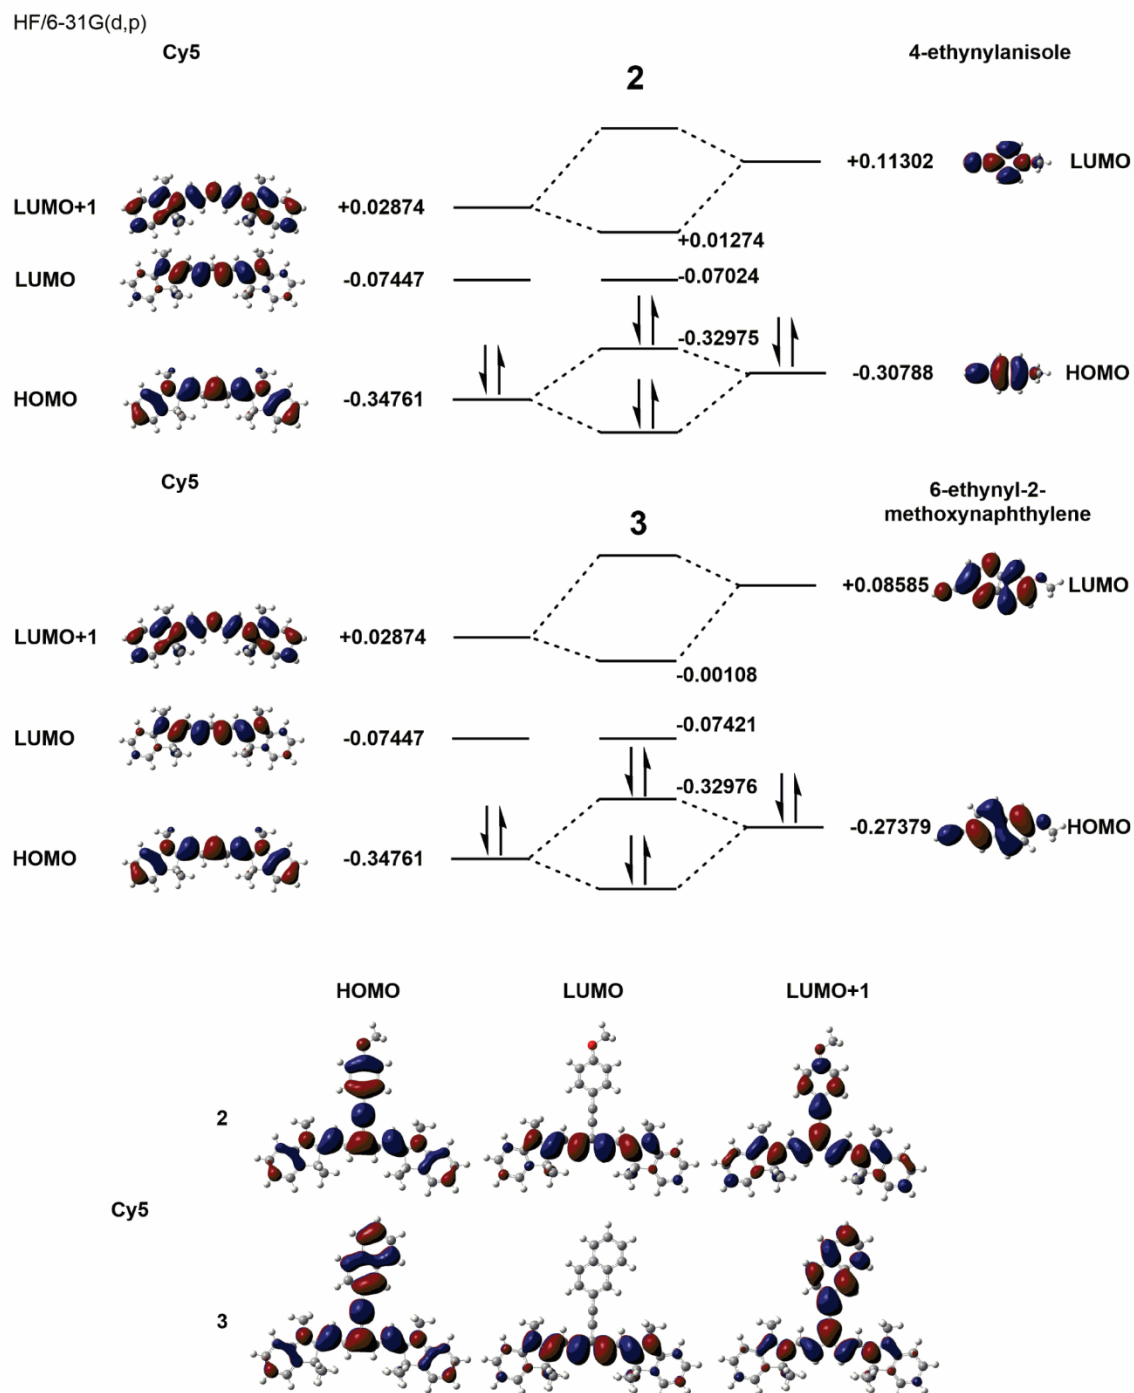 HF/6-31G(d,p)
Cy5
4-ethynylanisole
2
+0.11302
LUMO
LUMO+1
+0.02874
+0.01274
LUMO
-0.07447
-0.07024
-0.32975
HOMO
-0.34761
-0.30788
HOMO
Cy5
6-ethynyl-2-
methoxynaphthylene
3
+0.08585
LUMO
LUMO+1
+0.02874
-0.00108
LUMO
-0.07447
-0.07421
-0.32976
-0.27379
HOMO
HOMO
-0.34761
HOMO
LUMO
LUMO+1
2
Cy5
3